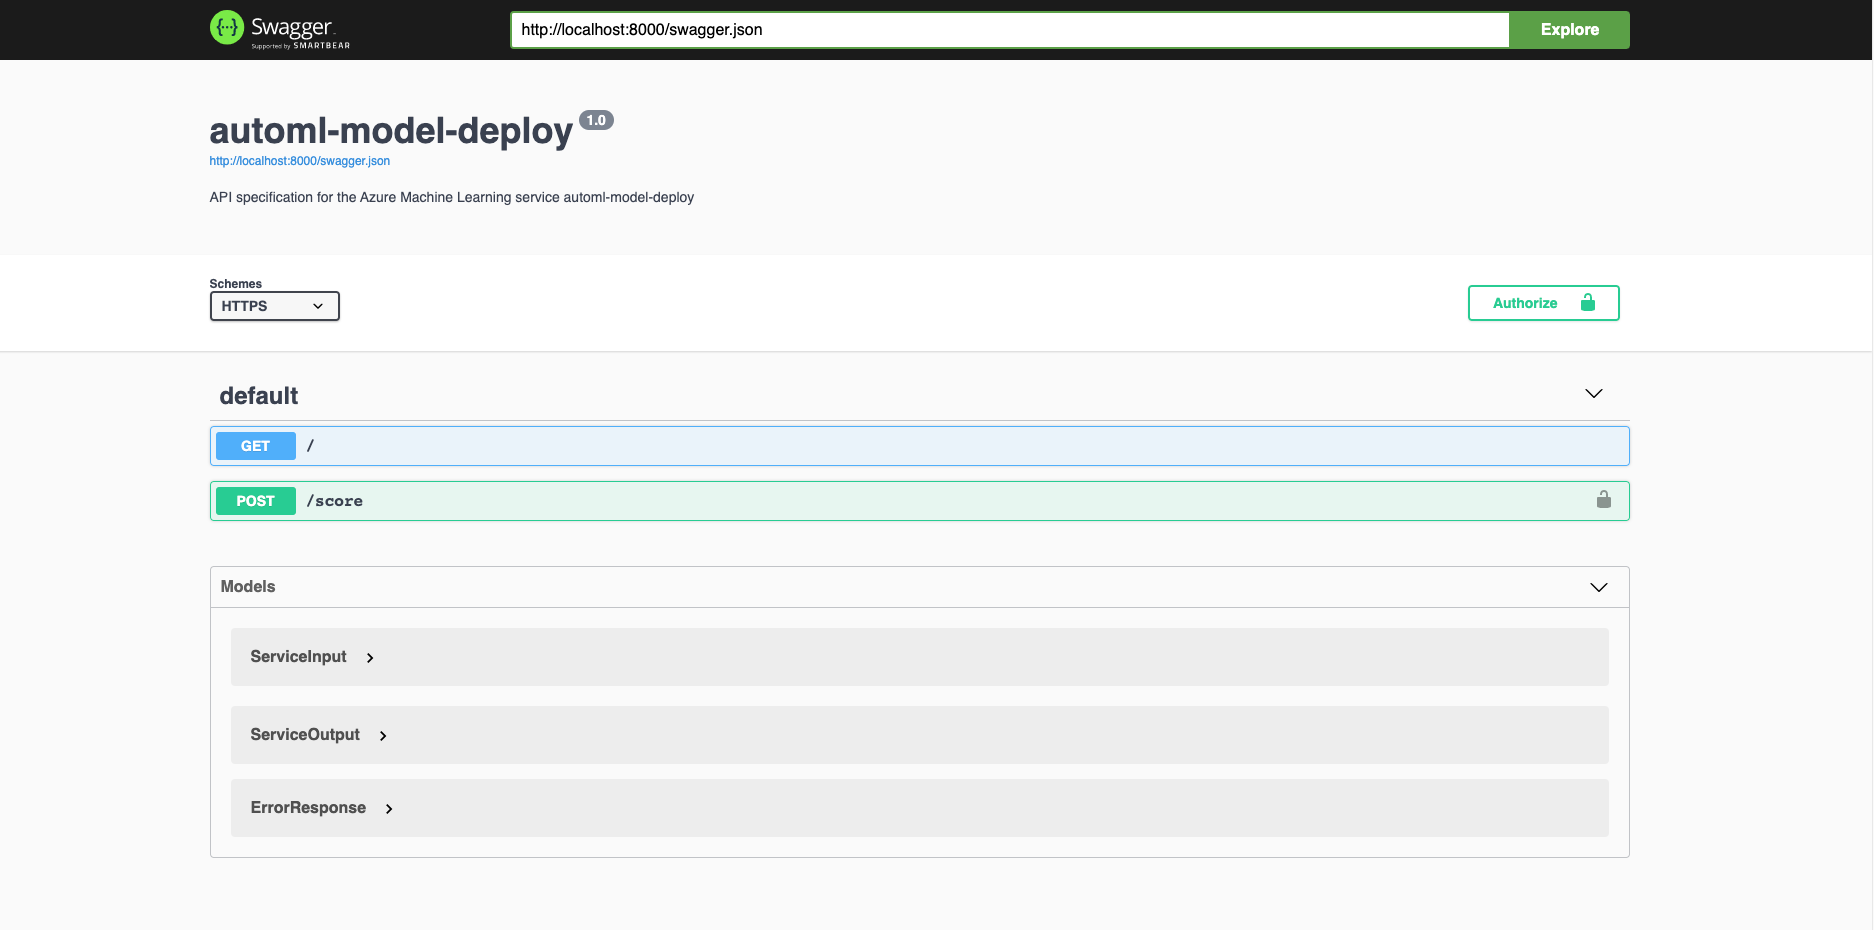 Swagger
Supported by SMARTBEAR
http://localhost:8000/swagger.json
Explore
automl-model-deploy 1.0
http://localhost:8000/swagger.json
API specification for the Azure Machine Learning service automl-model-deploy
Schemes
HTTPS
Authorize
default
GET /
POST /score
Models
ServiceInput
ServiceOutput
ErrorResponse